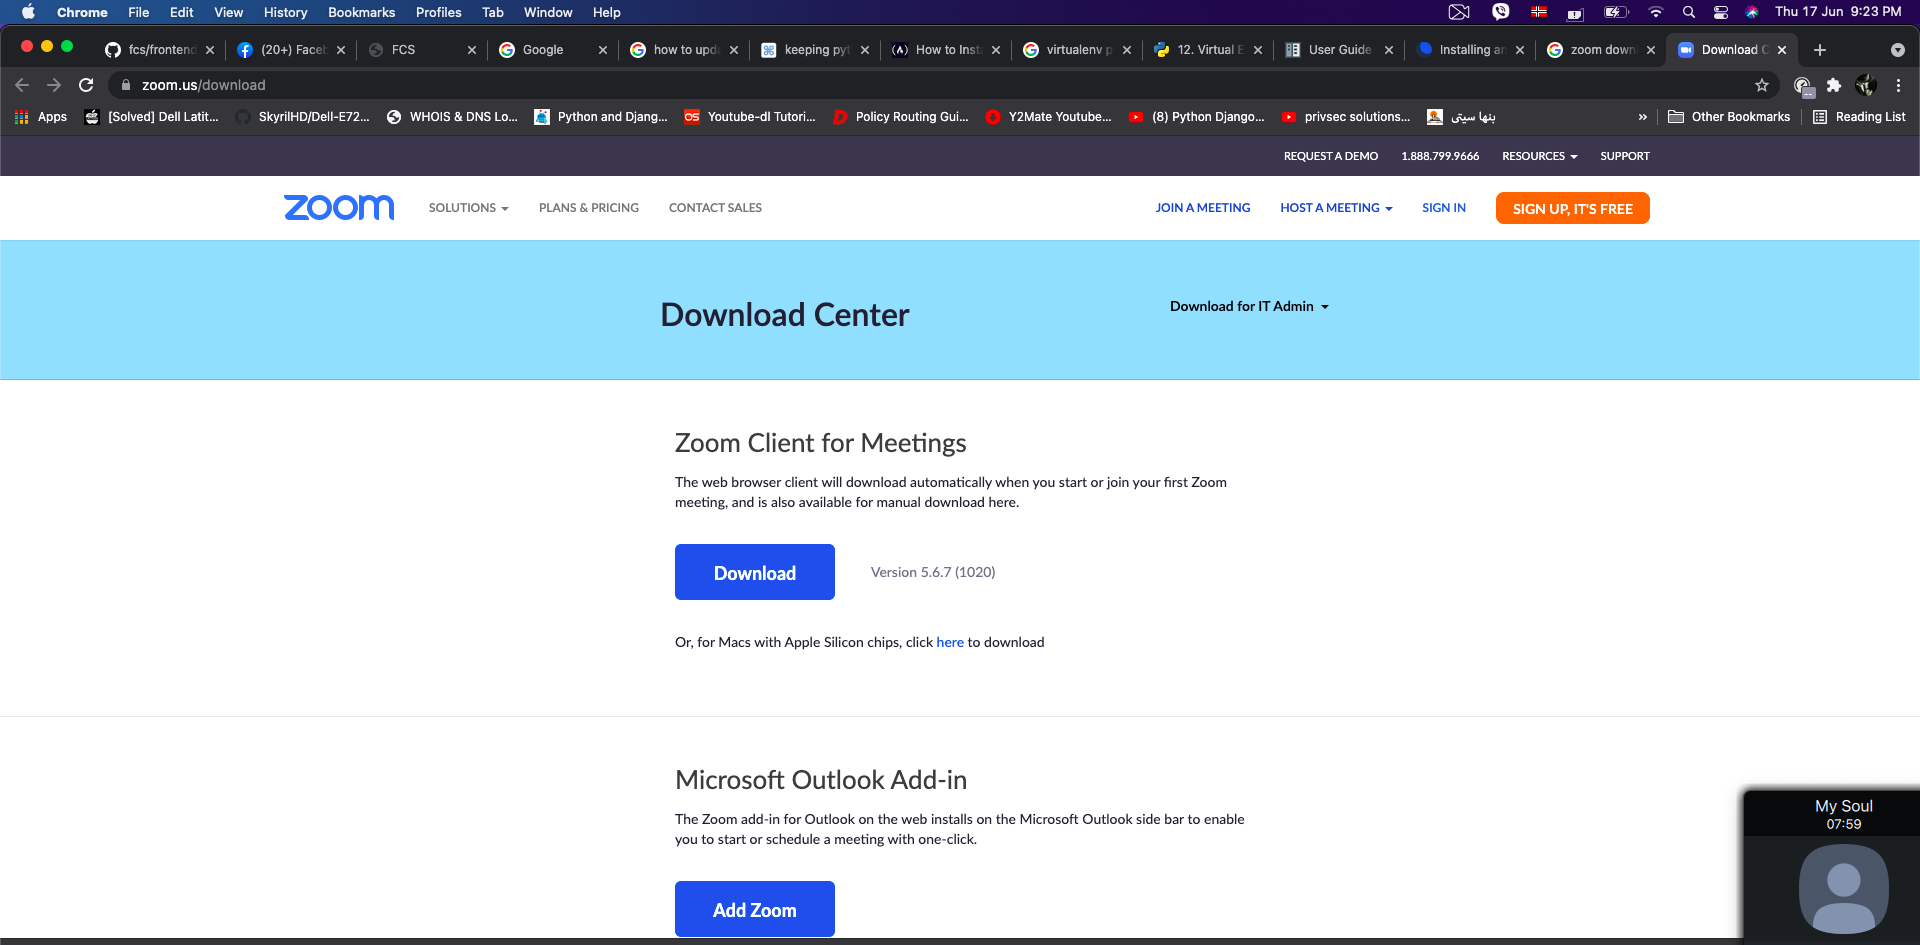 Chrome File Edit View History Bookmarks Profiles Tab Window Help Thu 17 Jun 9:23 PM
fcs/frontend (20+) Faceb FCS Google how to upda keeping pyt How to Insta virtualenv p 12. Virtual E User Guide Installing an zoom down Download C
zoom.us/download
Apps [Solved] Dell Latit... SkyrilHD/Dell-E72... WHOIS & DNS Lo... Python and Djang... Youtube-dl Tutori... Policy Routing Gui... Y2Mate Youtube... (8) Python Django... privsec solutions... بنها سيتى » Other Bookmarks Reading List
REQUEST A DEMO 1.888.799.9666 RESOURCES SUPPORT
zoom SOLUTIONS PLANS & PRICING CONTACT SALES JOIN A MEETING HOST A MEETING SIGN IN SIGN UP, IT'S FREE
Download Center
Download for IT Admin
Zoom Client for Meetings
The web browser client will download automatically when you start or join your first Zoom
meeting, and is also available for manual download here.
Download Version 5.6.7 (1020)
Or, for Macs with Apple Silicon chips, click here to download
Microsoft Outlook Add-in
The Zoom add-in for Outlook on the web installs on the Microsoft Outlook side bar to enable
you to start or schedule a meeting with one-click.
Add Zoom
My Soul
07:59